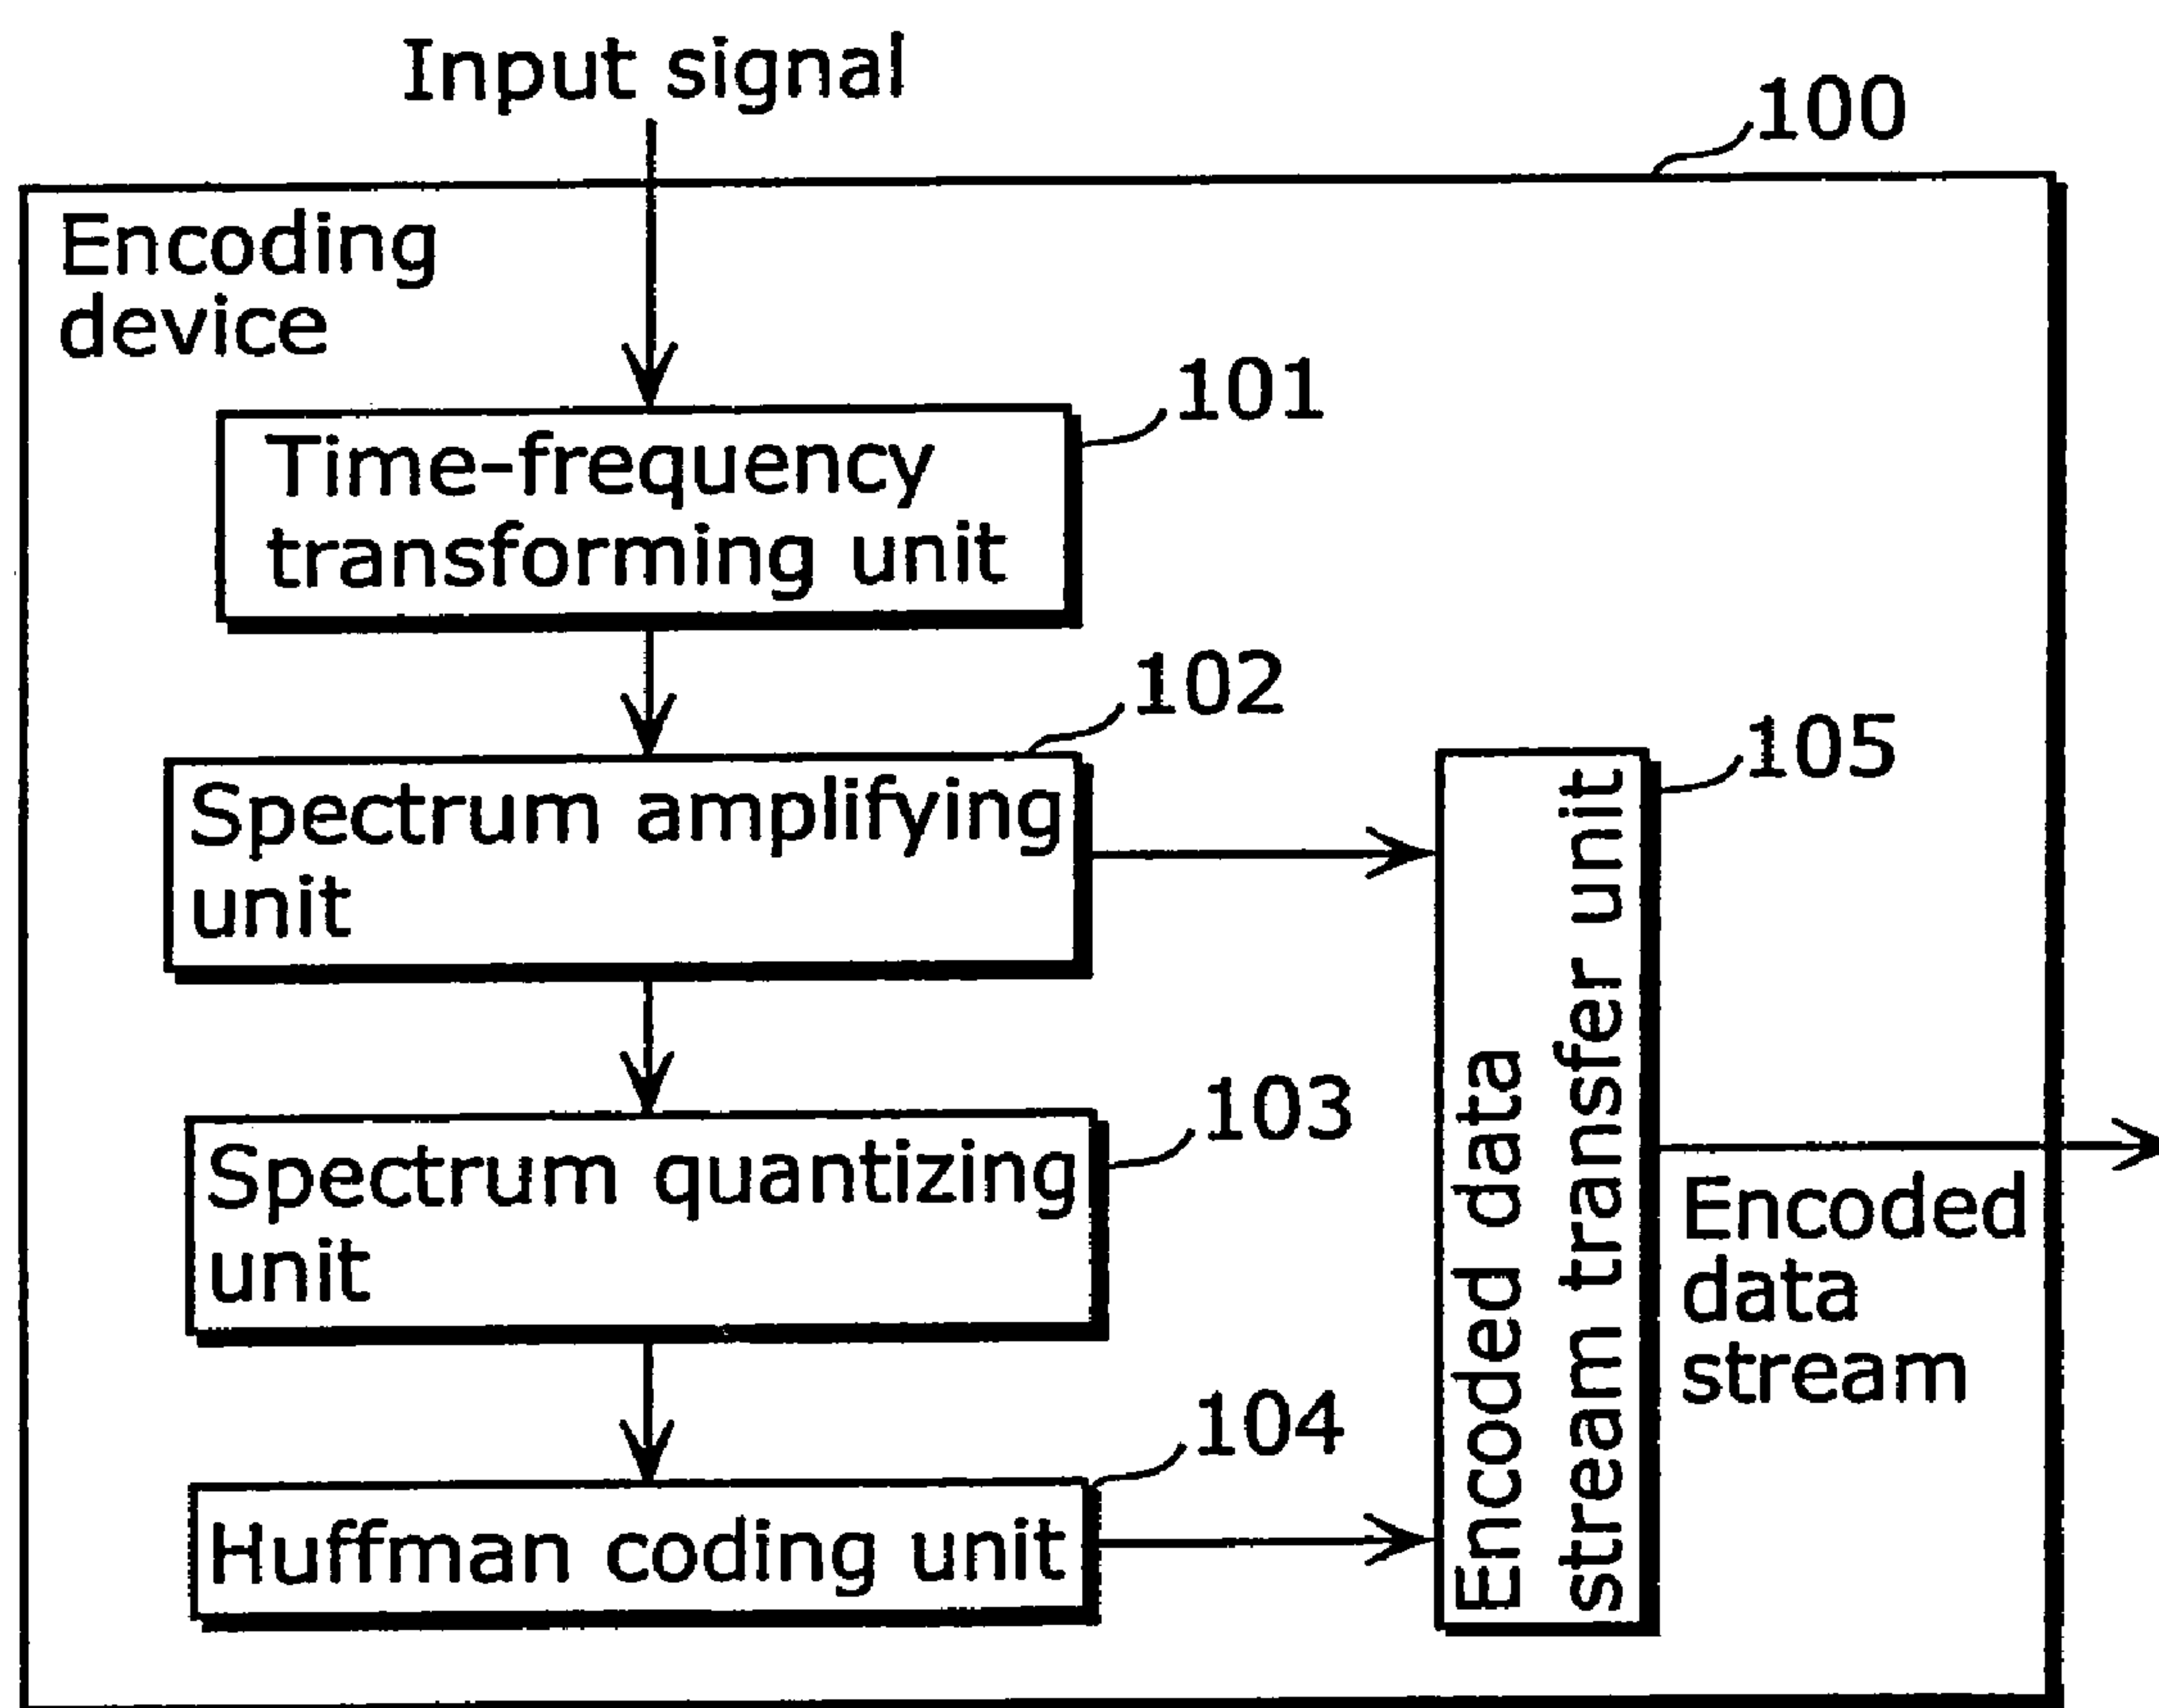 Input signal
100
Encoding
device
101
Time-frequency
transforming unit
102
Spectrum amplifying
unit
105
Encoded data
stream transfer unit
103
Spectrum quantizing
unit
Encoded
data
stream
104
Huffman coding unit